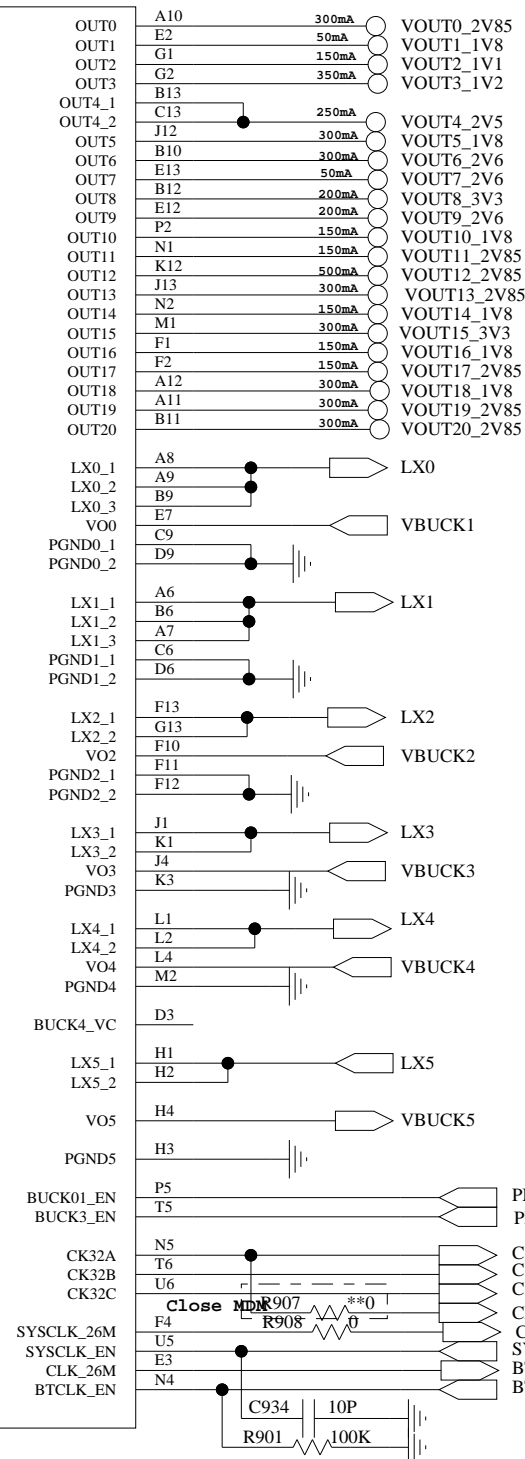 OUT0 A10 300mA VOUT0_2V85
OUT1 E2 50mA VOUT1_1V8
OUT2 G1 150mA VOUT2_1V1
OUT3 G2 350mA VOUT3_1V2
OUT4_1 B13
OUT4_2 C13 250mA VOUT4_2V5
OUT5 J12 300mA VOUT5_1V8
OUT6 B10 300mA VOUT6_2V6
OUT7 E13 50mA VOUT7_2V6
OUT8 B12 200mA VOUT8_3V3
OUT9 E12 200mA VOUT9_2V6
OUT10 P2 150mA VOUT10_1V8
OUT11 N1 150mA VOUT11_2V85
OUT12 K12 500mA VOUT12_2V85
OUT13 J13 300mA VOUT13_2V85
OUT14 N2 150mA VOUT14_1V8
OUT15 M1 300mA VOUT15_3V3
OUT16 F1 150mA VOUT16_1V8
OUT17 F2 150mA VOUT17_2V85
OUT18 A12 300mA VOUT18_1V8
OUT19 A11 300mA VOUT19_2V85
OUT20 B11 300mA VOUT20_2V85
LX0_1 A8 LX0
LX0_2 A9
LX0_3 B9
VO0 E7 VBUCK1
PGND0_1 C9
PGND0_2 D9
LX1_1 A6 LX1
LX1_2 B6
LX1_3 A7
PGND1_1 C6
PGND1_2 D6
LX2_1 F13 LX2
LX2_2 G13
VO2 F10 VBUCK2
PGND2_1 F11
PGND2_2 F12
LX3_1 J1 LX3
LX3_2 K1
VO3 J4 VBUCK3
PGND3 K3
LX4_1 L1 LX4
LX4_2 L2
VO4 L4 VBUCK4
PGND4 M2
BUCK4_VC D3
LX5_1 H1 LX5
LX5_2 H2
VO5 H4 VBUCK5
PGND5 H3
BUCK01_EN P5
BUCK3_EN T5
CK32A N5
CK32B T6
CK32C U6
Close MDM R907 **0
SYSCLK_26M F4 R908 0
SYSCLK_EN U5
CLK_26M E3
BTCLK_EN N4
C934 10P
R901 100K